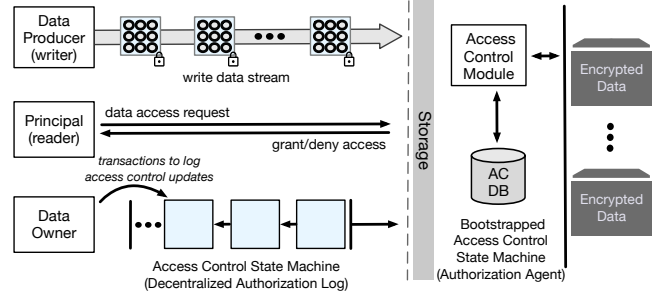 Data
Producer
(writer)
write data stream
Principal
(reader)
data access request
grant/deny access
transactions to log
access control updates
Data
Owner
Access Control State Machine
(Decentralized Authorization Log)
Storage
Access
Control
Module
AC
DB
Bootstrapped
Access Control
State Machine
(Authorization Agent)
Encrypted
Data
Encrypted
Data